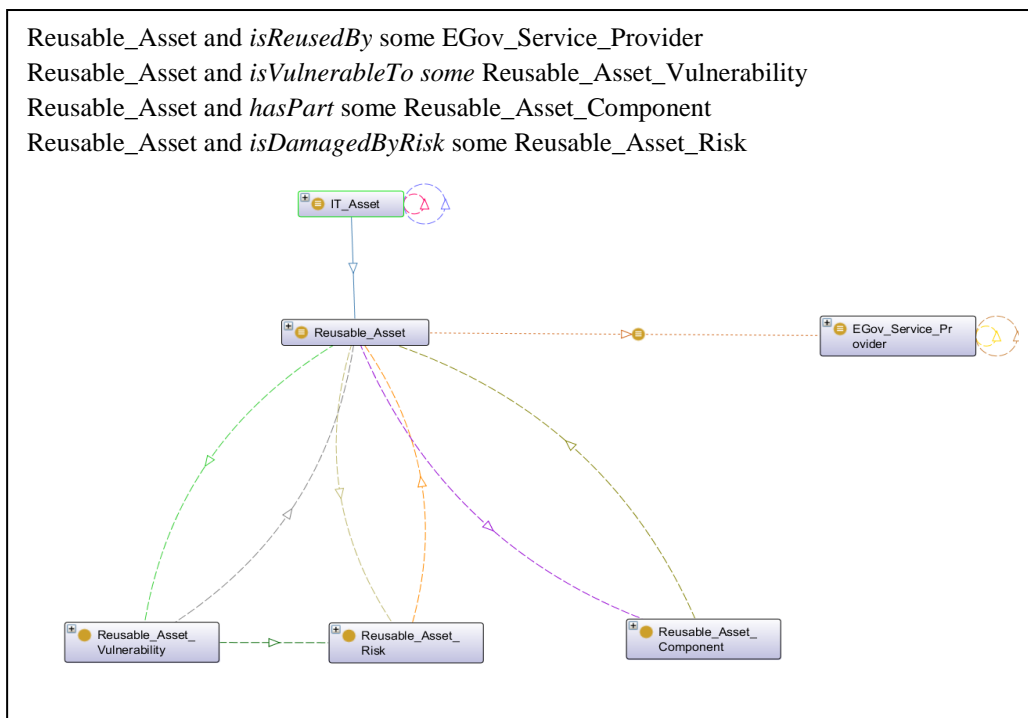 Reusable_Asset and isReusedBy some EGov_Service_Provider
Reusable_Asset and isVulnerableTo some Reusable_Asset_Vulnerability
Reusable_Asset and hasPart some Reusable_Asset_Component
Reusable_Asset and isDamagedByRisk some Reusable_Asset_Risk
IT_Asset
Reusable_Asset
EGov_Service_Pr
ovider
Reusable_Asset_
Vulnerability
Reusable_Asset_
Risk
Reusable_Asset_
Component